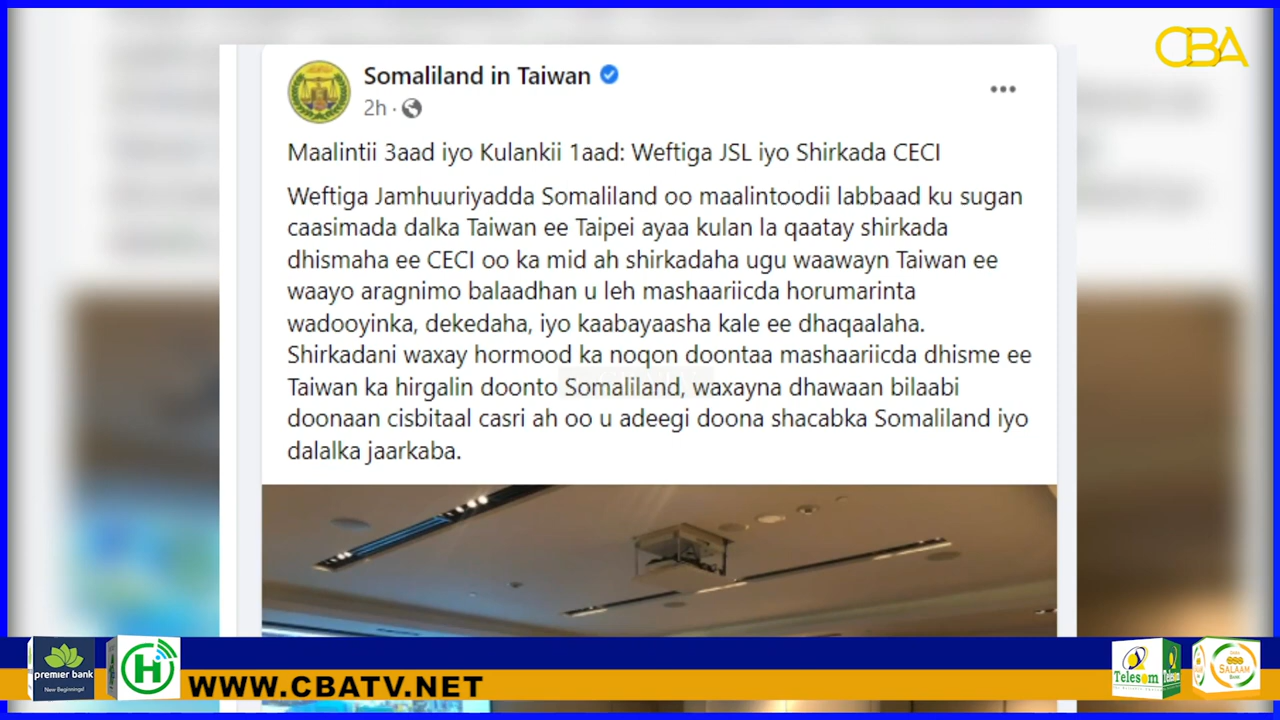 CBA
Somaliland in Taiwan
2h ·
Maalintii 3aad iyo Kulankii 1aad: Weftiga JSL iyo Shirkada CECI
Weftiga Jamhuuriyadda Somaliland oo maalintoodii labbaad ku sugan
caasimada dalka Taiwan ee Taipei ayaa kulan la qaatay shirkada
dhismaha ee CECI oo ka mid ah shirkadaha ugu waawayn Taiwan ee
waayo aragnimo balaadhan u leh mashaariicda horumarinta
wadooyinka, dekedaha, iyo kaabayaasha kale ee dhaqaalaha.
Shirkadani waxay hormood ka noqon doontaa mashaariicda dhisme ee
Taiwan ka hirgalin doonto Somaliland, waxayna dhawaan bilaabi
doonaan cisbitaal casri ah oo u adeegi doona shacabka Somaliland iyo
dalalka jaarkaba.
premier bank
New Beginnings!
H
WWW.CBATV.NET
Telesom
Telesom
SALAAM